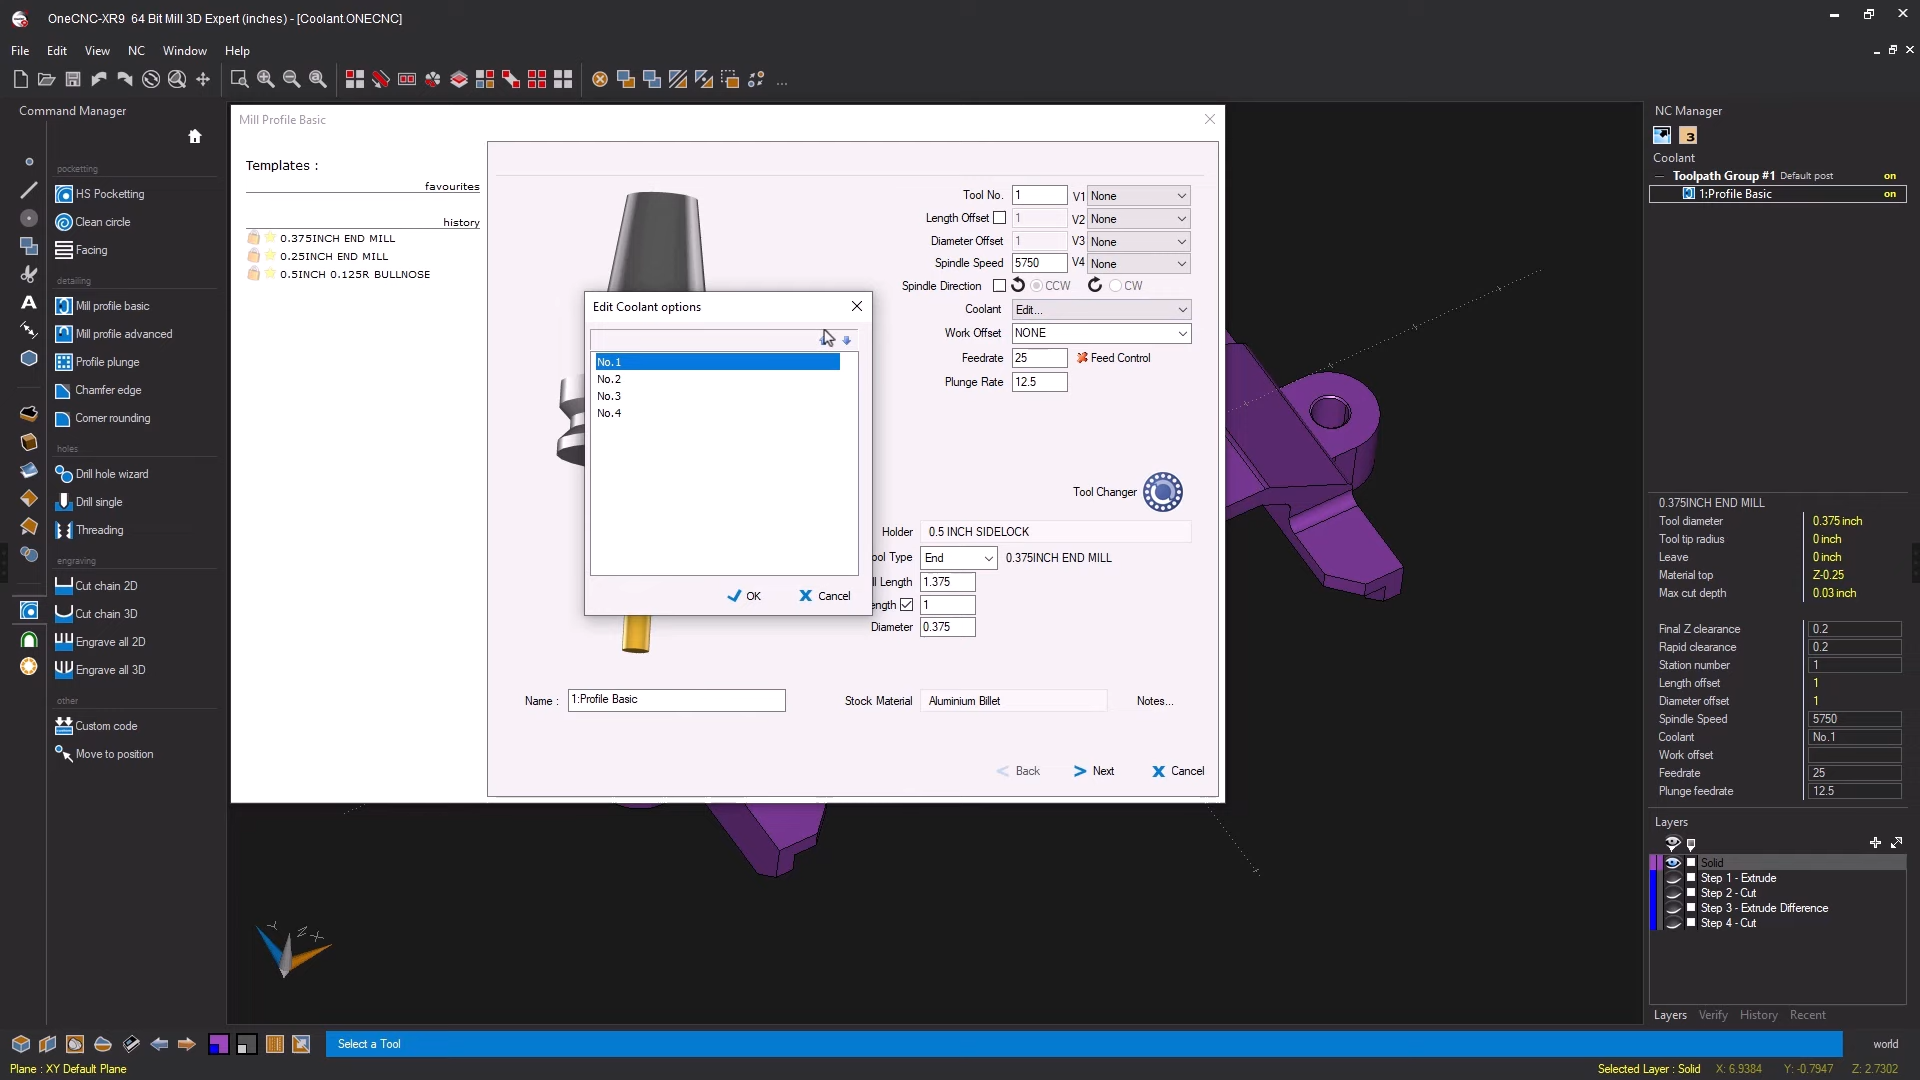 OneCNC-XR9  64 Bit Mill 3D Expert (inches) - [Coolant.ONECNC]
File Edit View NC Window Help
...
Command Manager
pocketting
HS Pocketting
Clean circle
Facing
detailing
Mill profile basic
Mill profile advanced
Profile plunge
Chamfer edge
Corner rounding
holes
Drill hole wizard
Drill single
Threading
engraving
Cut chain 2D
Cut chain 3D
Engrave all 2D
Engrave all 3D
other
Custom code
Move to position
A
Mill Profile Basic
Templates :
favourites
history
0.375INCH END MILL
0.25INCH END MILL
0.5INCH 0.125R BULLNOSE
Tool No. 1 V1 None
Length Offset 1 V2 None
Diameter Offset 1 V3 None
Spindle Speed 5750 V4 None
Spindle Direction CCW CW
Coolant Edit...
Work Offset NONE
Feedrate 25 Feed Control
Plunge Rate 12.5
Tool Changer
Holder 0.5 INCH SIDELOCK
ool Type End 0.375INCH END MILL
ll Length 1.375
ength 1
Diameter 0.375
Name : 1:Profile Basic
Stock Material Aluminium Billet Notes...
Back Next Cancel
Edit Coolant options
No.1
No.2
No.3
No.4
OK Cancel
NC Manager
3
Coolant
Toolpath Group #1 Default post on
1:Profile Basic on
0.375INCH END MILL
Tool diameter 0.375 inch
Tool tip radius 0 inch
Leave 0 inch
Material top Z-0.25
Max cut depth 0.03 inch
Final Z clearance 0.2
Rapid clearance 0.2
Station number 1
Length offset 1
Diameter offset 1
Spindle Speed 5750
Coolant No.1
Work offset
Feedrate 25
Plunge feedrate 12.5
Layers
Solid
Step 1 - Extrude
Step 2 - Cut
Step 3 - Extrude Difference
Step 4 - Cut
Layers Verify History Recent
Y Z X
Select a Tool
world
Plane : XY Default Plane
Selected Layer : Solid X: 6.9384 Y: -0.7947 Z: 2.7302